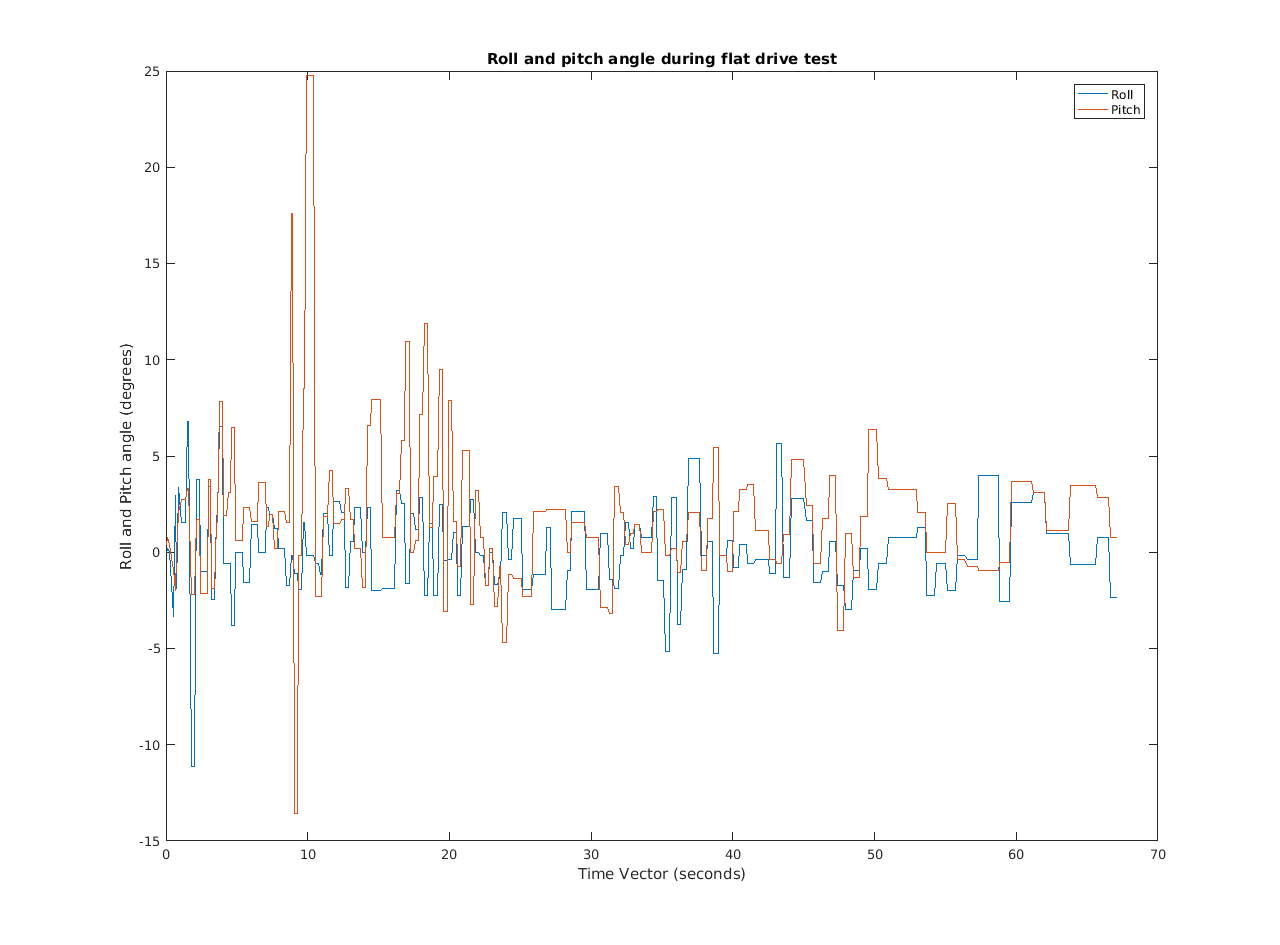 Roll and pitch angle during flat drive test
Roll
Pitch
Roll and Pitch angle (degrees)
25
20
15
10
5
0
-5
-10
-15
0 10 20 30 40 50 60 70
Time Vector (seconds)